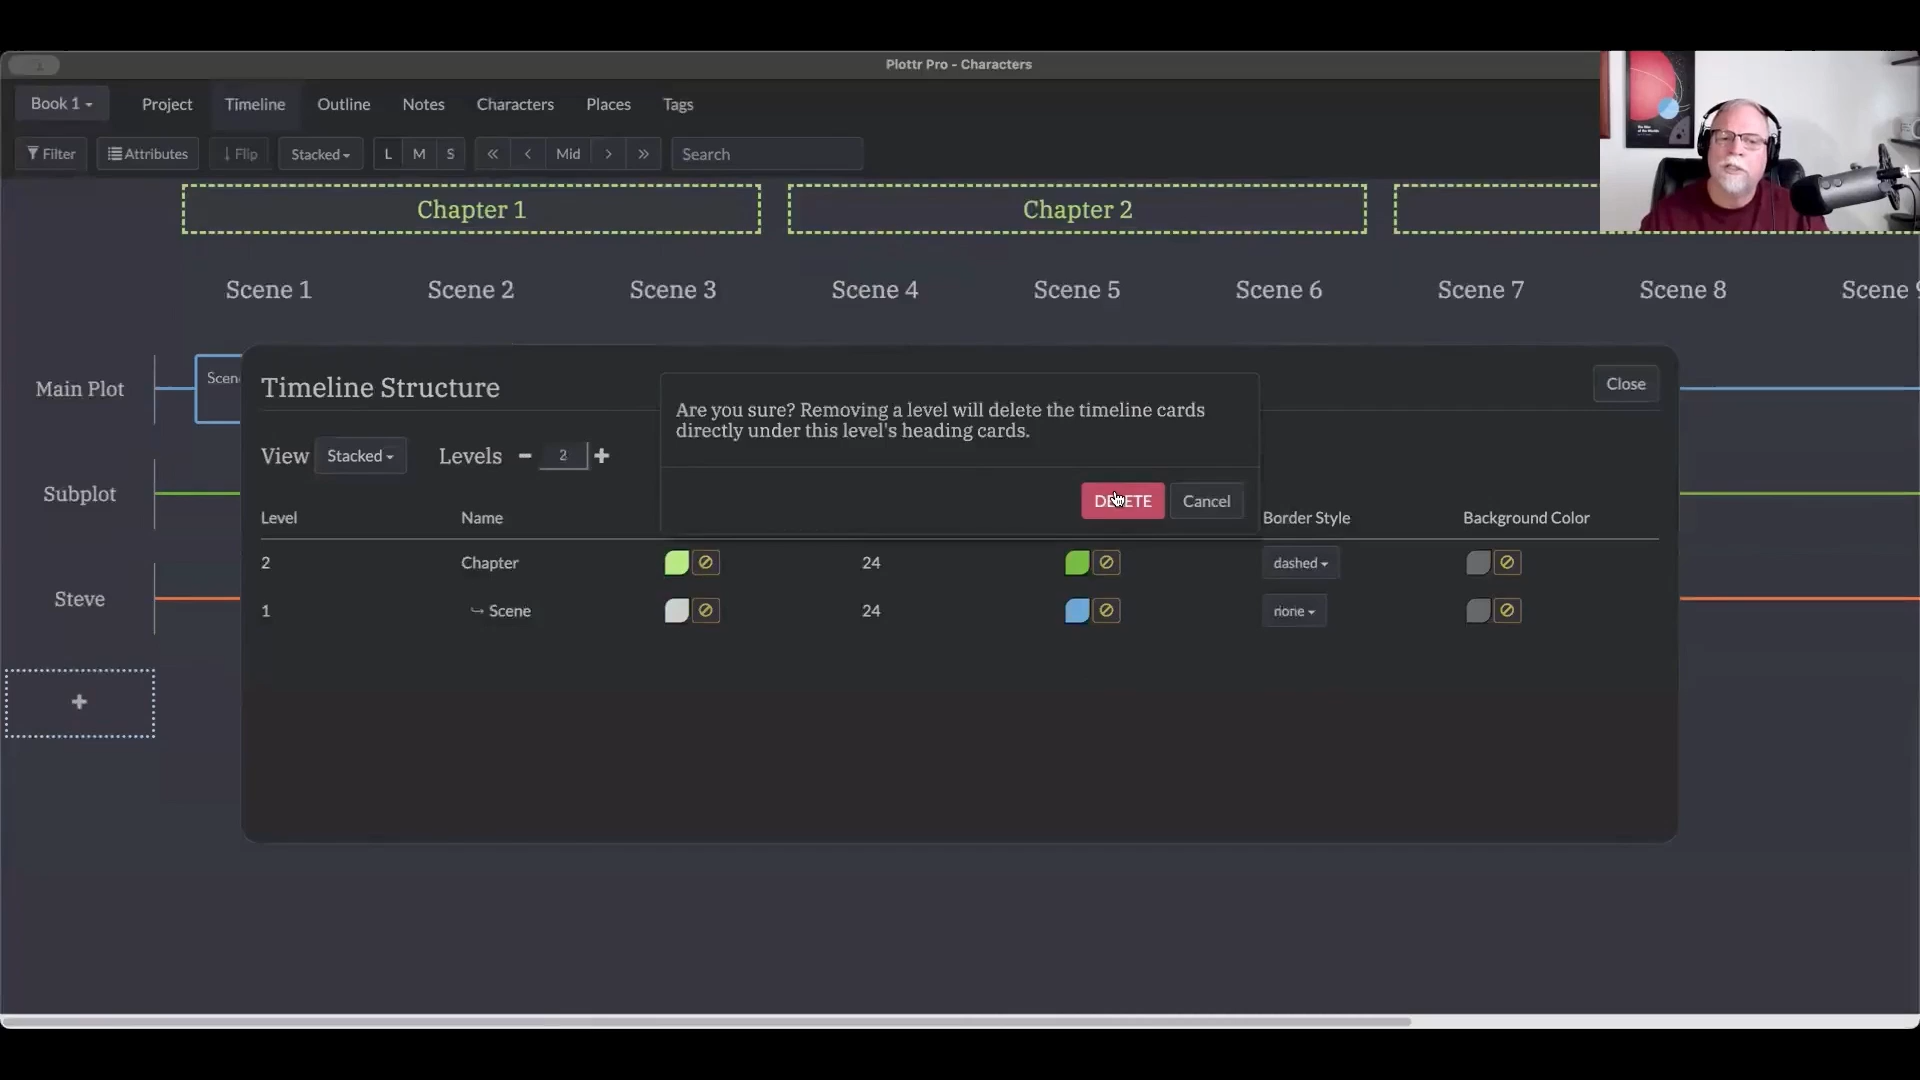 Plottr Pro - Characters
Book 1
Project
Timeline
Outline
Notes
Characters
Places
Tags
Filter
Attributes
Flip
Stacked
L
M
S
Mid
Search
Chapter 1
Chapter 2
Scene 1
Scene 2
Scene 3
Scene 4
Scene 5
Scene 6
Scene 7
Scene 8
Scene 9
Main Plot
Scen
Subplot
Steve
Timeline Structure
Close
Are you sure? Removing a level will delete the timeline cards
directly under this level's heading cards.
DELETE
Cancel
View
Stacked
Levels
2
Level
Name
Border Style
Background Color
2
Chapter
24
dashed
1
Scene
24
none